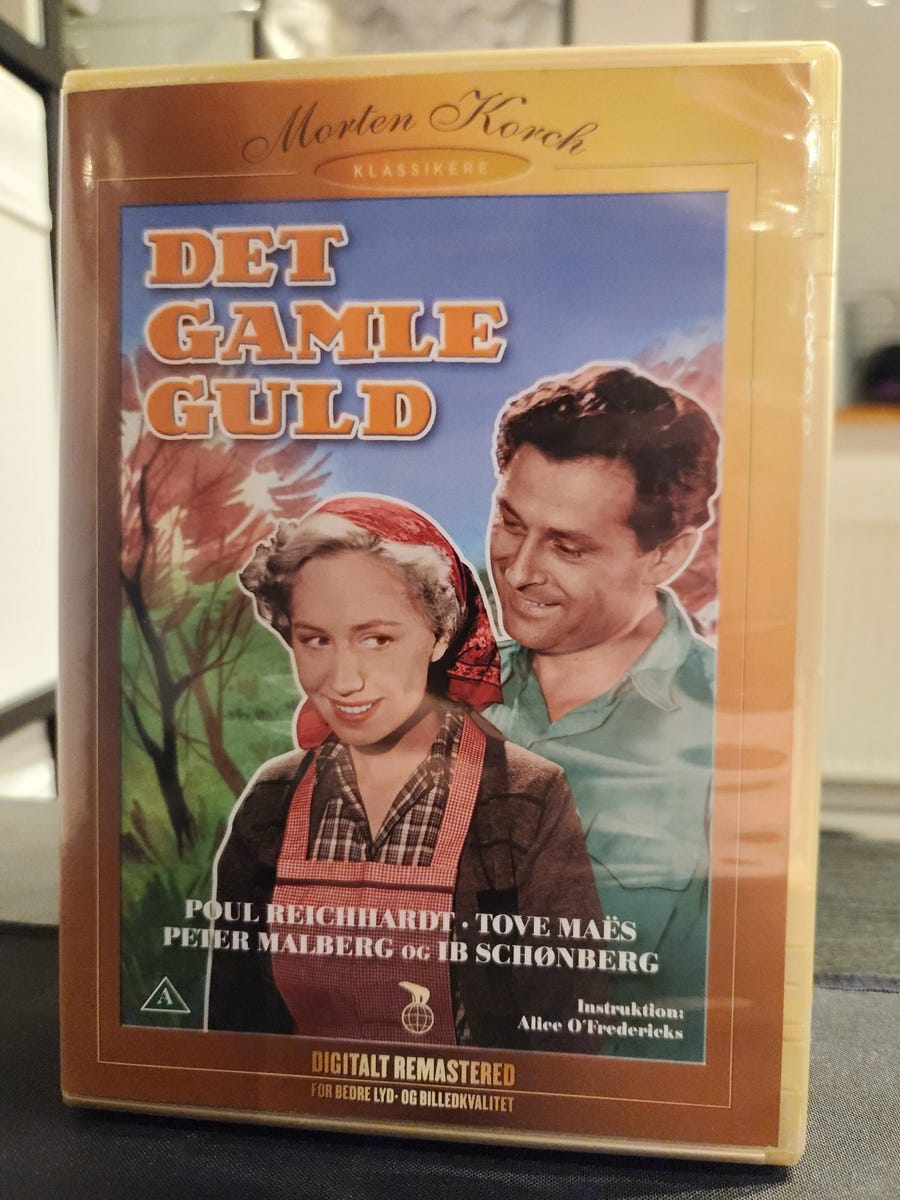 Morten Korch
KLASSIKERE
DET
GAMLE
GULD
POUL REICHHARDT · TOVE MAËS
PETER MALBERG OG IB SCHØNBERG
A
Instruktion:
Alice O'Fredericks
DIGITALT REMASTERED
FOR BEDRE LYD- OG BILLEDKVALITET